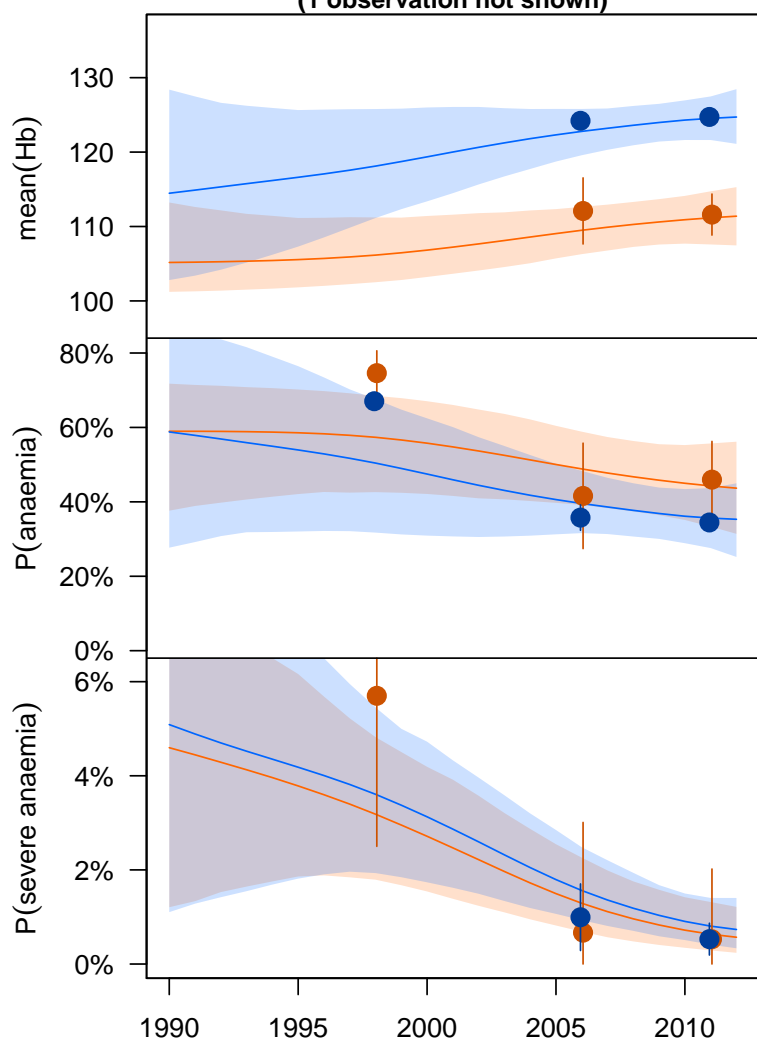 (1 observation not shown)
mean(Hb)
130
120
110
100
P(anaemia)
80%
60%
40%
20%
0%
P(severe anaemia)
6%
4%
2%
0%
1990 1995 2000 2005 2010